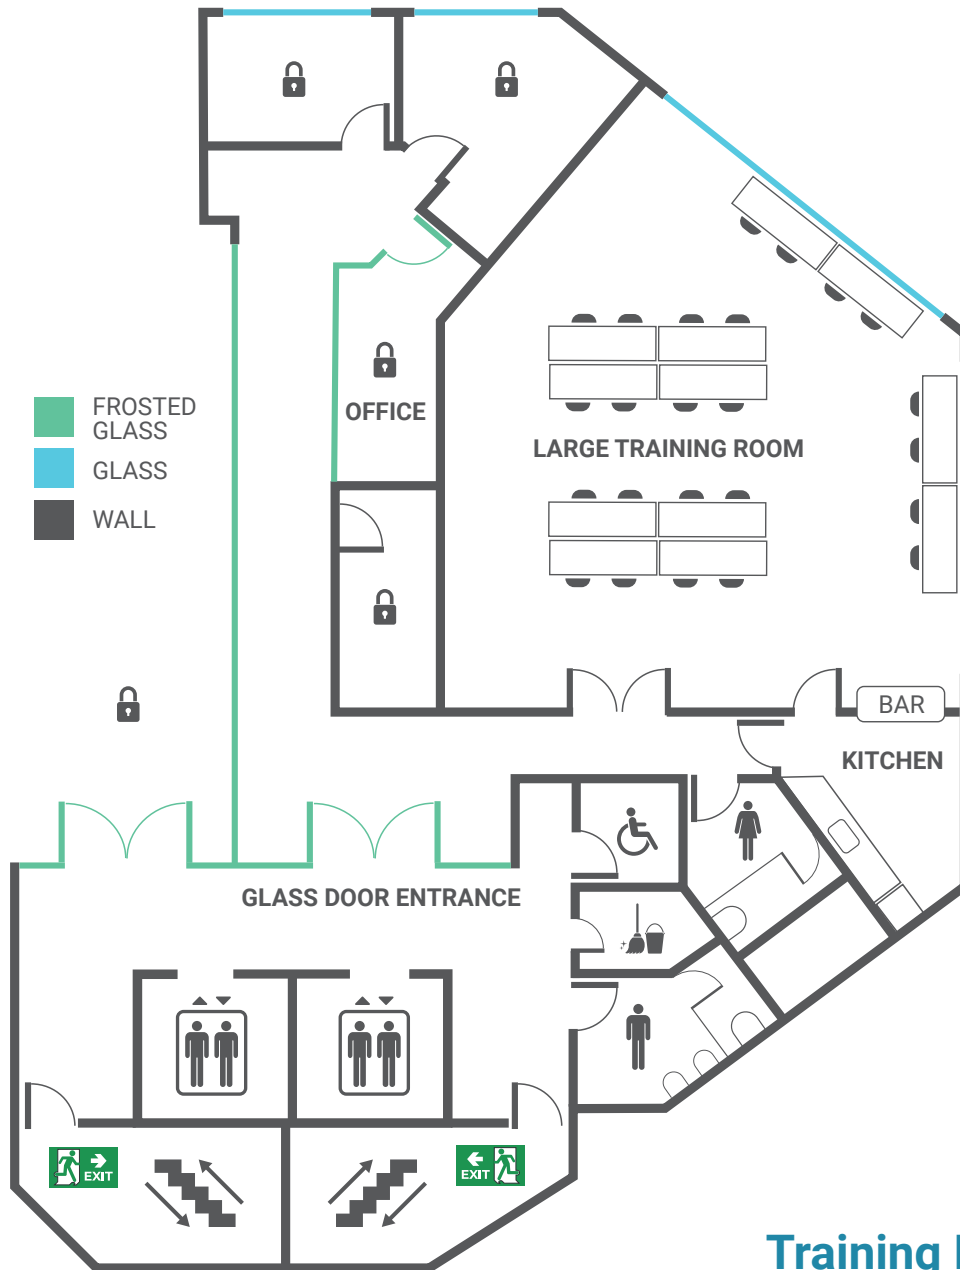 FROSTED
GLASS
GLASS
WALL
OFFICE
LARGE TRAINING ROOM
BAR
KITCHEN
GLASS DOOR ENTRANCE
EXIT
EXIT
Training